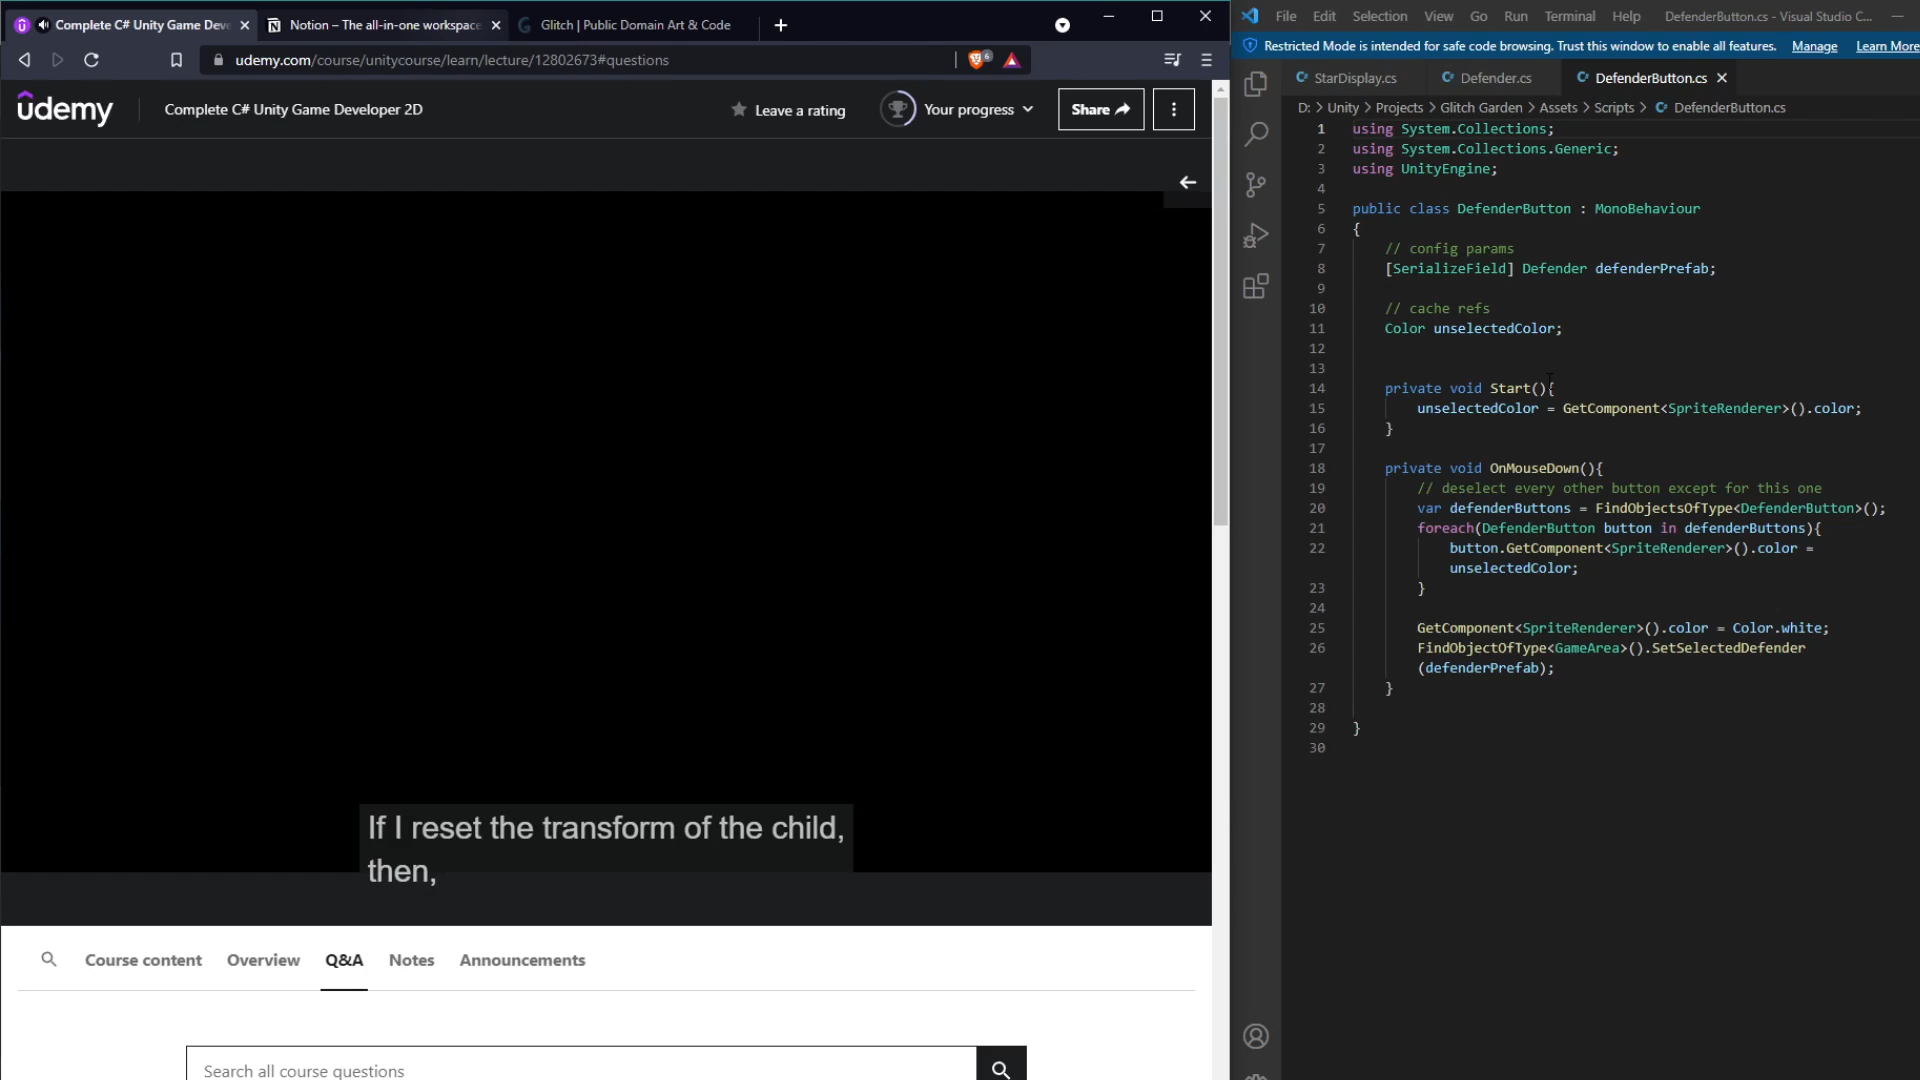 Complete C# Unity Game Deve
Notion – The all-in-one workspace
Glitch | Public Domain Art & Code
udemy.com/course/unitycourse/learn/lecture/12802673#questions
6
udemy
Complete C# Unity Game Developer 2D
Leave a rating
Your progress
Share
If I reset the transform of the child,
then,
Course content
Overview
Q&A
Notes
Announcements
Search all course questions
File Edit Selection View Go Run Terminal Help
DefenderButton.cs - Visual Studio C...
Restricted Mode is intended for safe code browsing. Trust this window to enable all features.
Manage
Learn More
StarDisplay.cs
Defender.cs
DefenderButton.cs
D: > Unity > Projects > Glitch Garden > Assets > Scripts > DefenderButton.cs
1 using System.Collections;
2 using System.Collections.Generic;
3 using UnityEngine;
4
5 public class DefenderButton : MonoBehaviour
6 {
7 // config params
8 [SerializeField] Defender defenderPrefab;
9
10 // cache refs
11 Color unselectedColor;
12
13
14 private void Start(){
15 unselectedColor = GetComponent<SpriteRenderer>().color;
16 }
17
18 private void OnMouseDown(){
19 // deselect every other button except for this one
20 var defenderButtons = FindObjectsOfType<DefenderButton>();
21 foreach(DefenderButton button in defenderButtons){
22 button.GetComponent<SpriteRenderer>().color =
unselectedColor;
23 }
24
25 GetComponent<SpriteRenderer>().color = Color.white;
26 FindObjectOfType<GameArea>().SetSelectedDefender
(defenderPrefab);
27 }
28
29 }
30